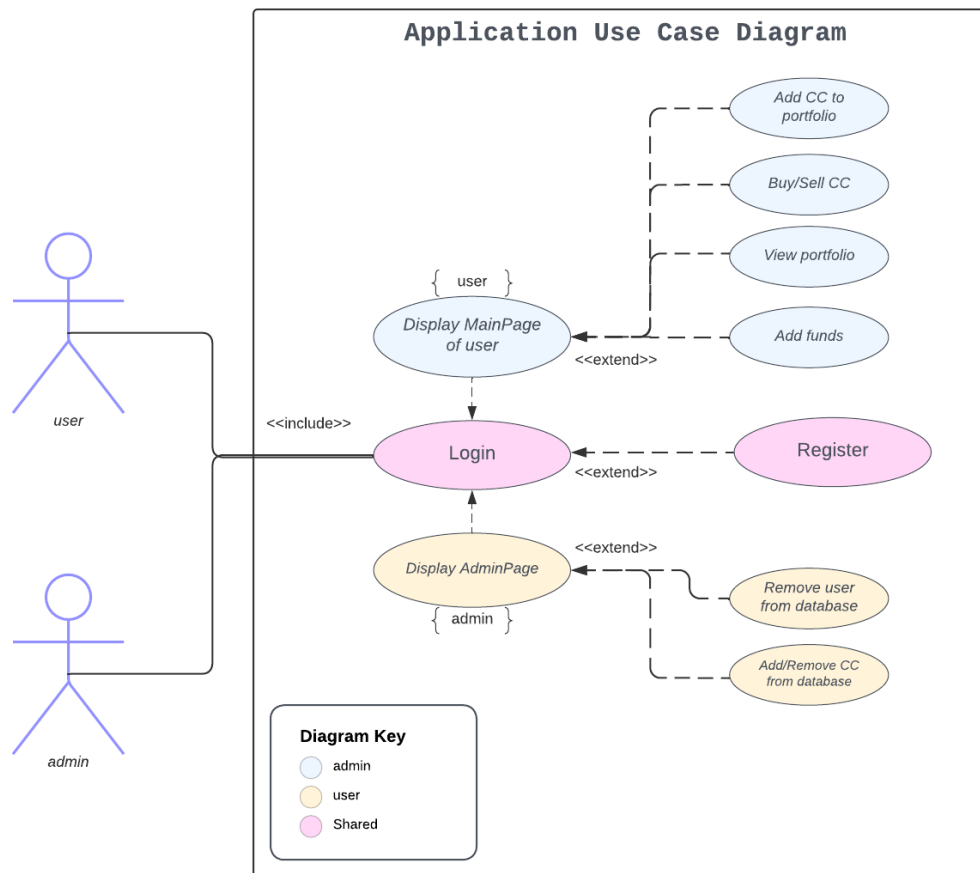 Application Use Case Diagram
Add CC to
portfolio
Buy/Sell CC
View portfolio
{ user }
Display MainPage
of user
Add funds
<<extend>>
user
<<include>>
Login
Register
<<extend>>
<<extend>>
Display AdminPage
Remove user
from database
{ admin }
Add/Remove CC
from database
admin
Diagram Key
admin
user
Shared